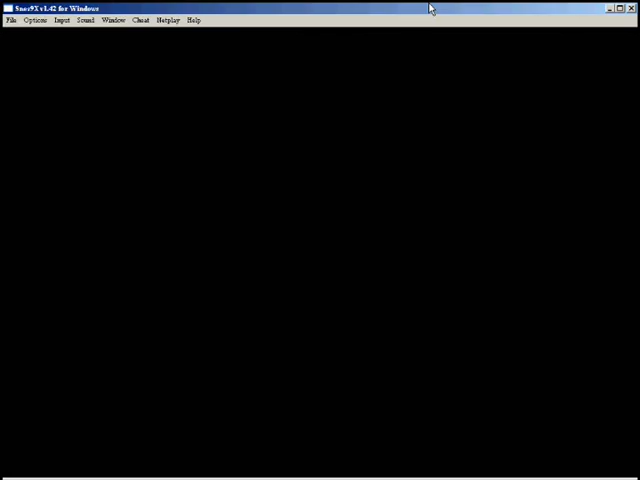 Snes9X v1.42 for Windows
File Options Input Sound Window Cheat Netplay Help